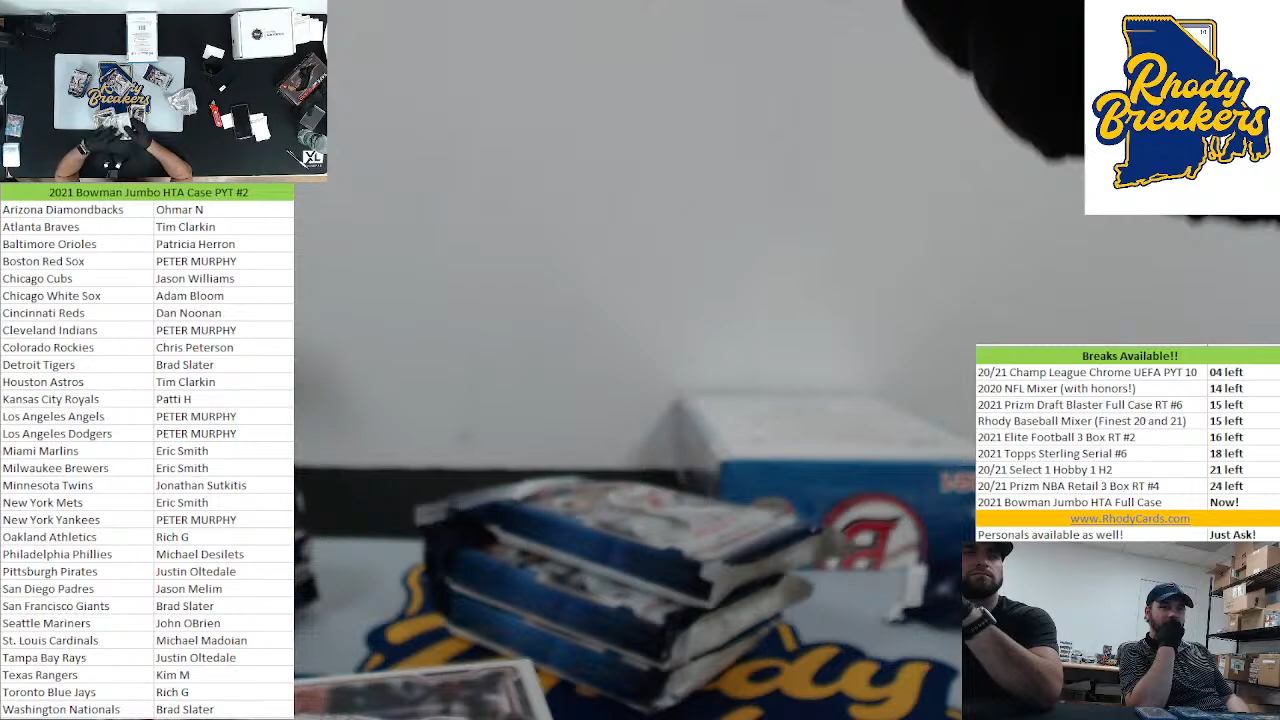 2021 Bowman Jumbo HTA Case PYT #2
Arizona Diamondbacks Ohmar N
Atlanta Braves Tim Clarkin
Baltimore Orioles Patricia Herron
Boston Red Sox PETER MURPHY
Chicago Cubs Jason Williams
Chicago White Sox Adam Bloom
Cincinnati Reds Dan Noonan
Cleveland Indians PETER MURPHY
Colorado Rockies Chris Peterson
Detroit Tigers Brad Slater
Houston Astros Tim Clarkin
Kansas City Royals Patti H
Los Angeles Angels PETER MURPHY
Los Angeles Dodgers PETER MURPHY
Miami Marlins Eric Smith
Milwaukee Brewers Eric Smith
Minnesota Twins Jonathan Sutkitis
New York Mets Eric Smith
New York Yankees PETER MURPHY
Oakland Athletics Rich G
Philadelphia Phillies Michael Desilets
Pittsburgh Pirates Justin Oltedale
San Diego Padres Jason Melim
San Francisco Giants Brad Slater
Seattle Mariners John OBrien
St. Louis Cardinals Michael Madoian
Tampa Bay Rays Justin Oltedale
Texas Rangers Kim M
Toronto Blue Jays Rich G
Washington Nationals Brad Slater
Rhody
Breakers
1/1
Rhody
Breakers
XL
Breaks Available!!
20/21 Champ League Chrome UEFA PYT 10 04 left
2020 NFL Mixer (with honors!) 14 left
2021 Prizm Draft Blaster Full Case RT #6 15 left
Rhody Baseball Mixer (Finest 20 and 21) 15 left
2021 Elite Football 3 Box RT #2 16 left
2021 Topps Sterling Serial #6 18 left
20/21 Select 1 Hobby 1 H2 21 left
20/21 Prizm NBA Retail 3 Box RT #4 24 left
2021 Bowman Jumbo HTA Full Case Now!
www.RhodyCards.com
Personals available as well! Just Ask!
Rhody